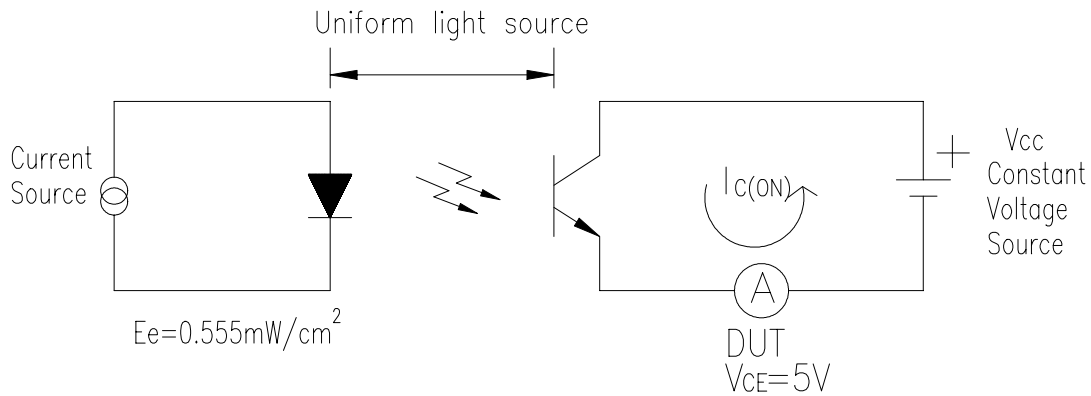 Uniform light source
Current
Source
IC(ON)
+
Vcc
Constant
Voltage
Source
A
Ee=0.555mW/cm²
DUT
VCE=5V